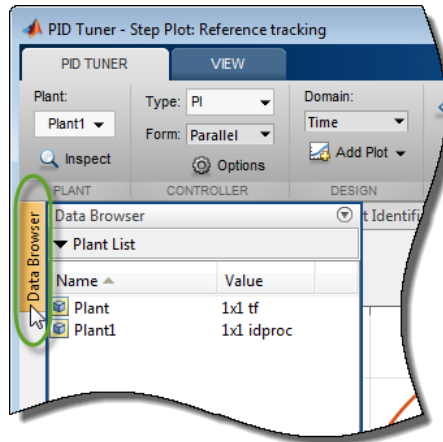 PID Tuner - Step Plot: Reference tracking
PID TUNER VIEW
Plant: Type: PI Domain:
Plant1 Form: Parallel Time
Inspect Options Add Plot
PLANT CONTROLLER DESIGN
Data Browser
Data Browser t Identifi
Plant List
Name Value
Plant 1x1 tf
Plant1 1x1 idproc